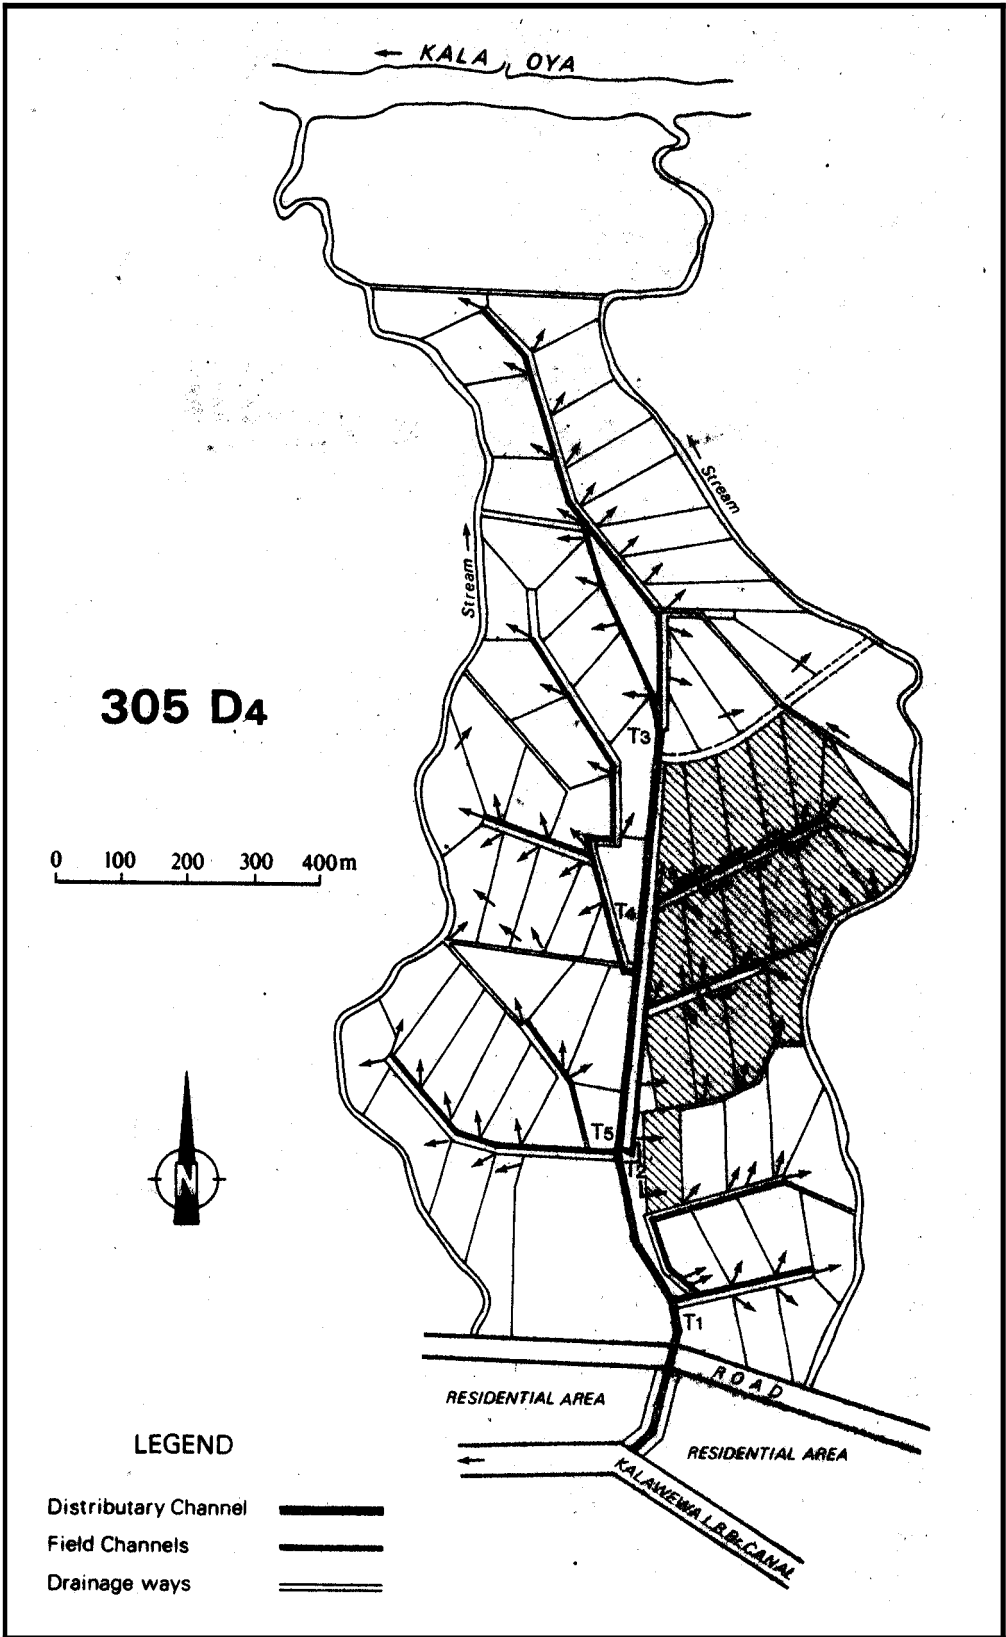 KALA OYA
Stream
Stream
305 D4
T3
0 100 200 300 400m
T4
N
T5
T2
T1
ROAD
RESIDENTIAL AREA
RESIDENTIAL AREA
KALAWEWA L.B. CANAL
LEGEND
Distributary Channel
Field Channels
Drainage ways